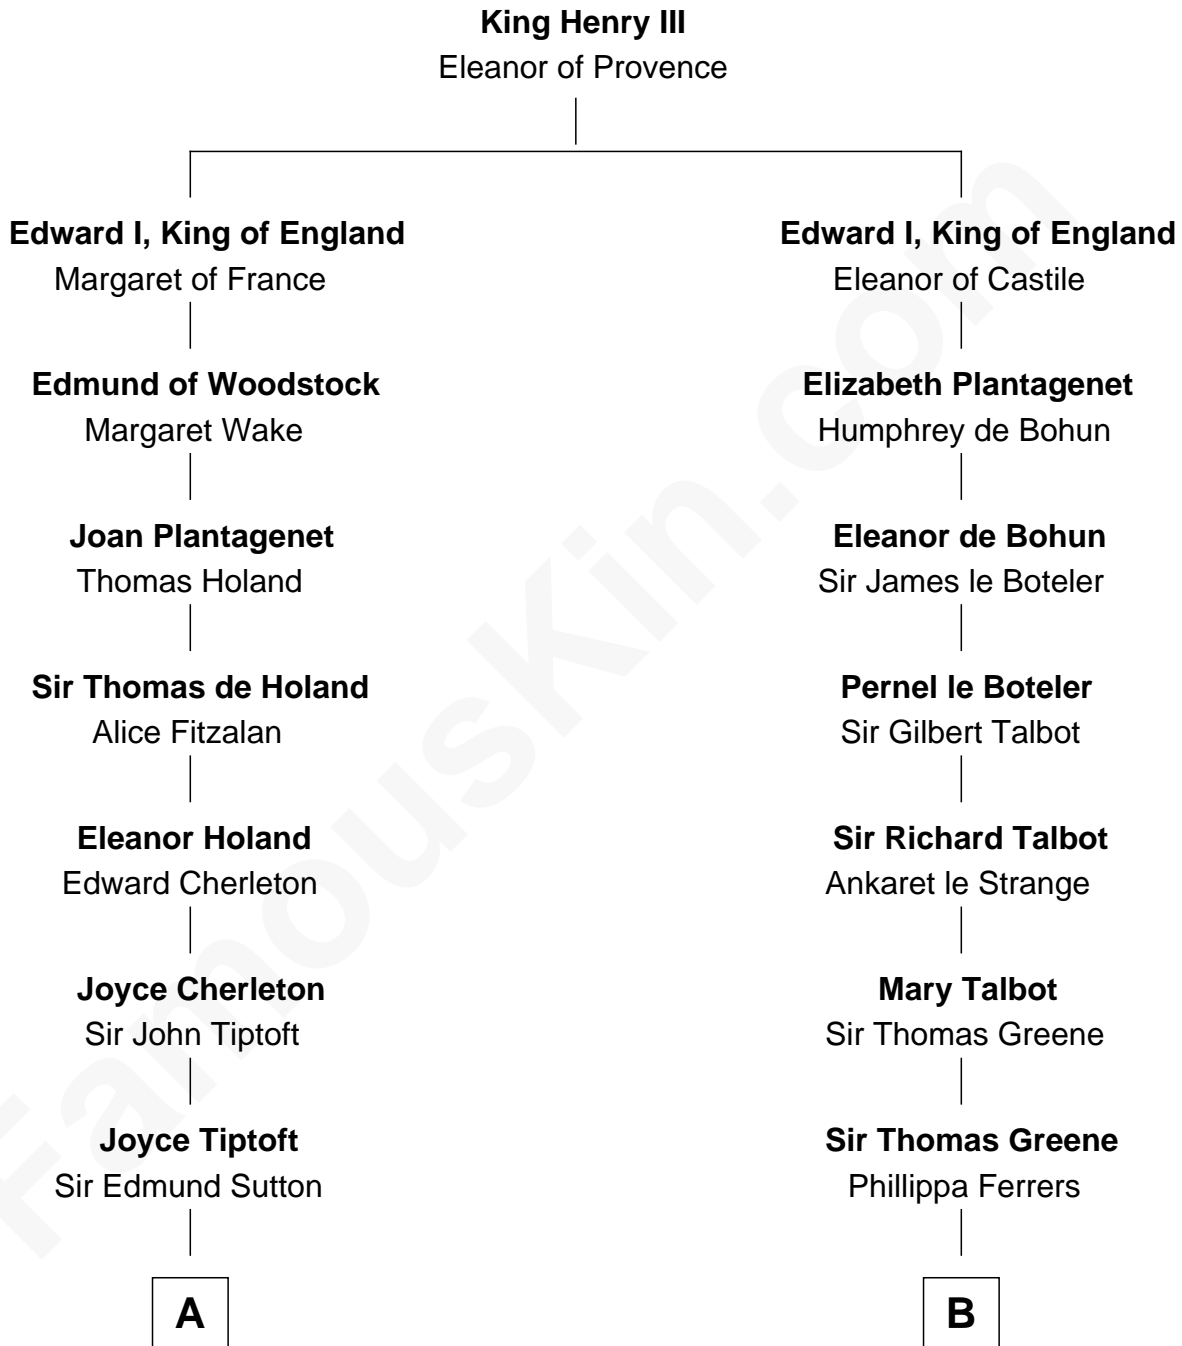 King Henry III
Eleanor of Provence
Edward I, King of England
Margaret of France
Edmund of Woodstock
Margaret Wake
Joan Plantagenet
Thomas Holand
Sir Thomas de Holand
Alice Fitzalan
Eleanor Holand
Edward Cherleton
Joyce Cherleton
Sir John Tiptoft
Joyce Tiptoft
Sir Edmund Sutton
A
Edward I, King of England
Eleanor of Castile
Elizabeth Plantagenet
Humphrey de Bohun
Eleanor de Bohun
Sir James le Boteler
Pernel le Boteler
Sir Gilbert Talbot
Sir Richard Talbot
Ankaret le Strange
Mary Talbot
Sir Thomas Greene
Sir Thomas Greene
Phillippa Ferrers
B
FamousKin.com